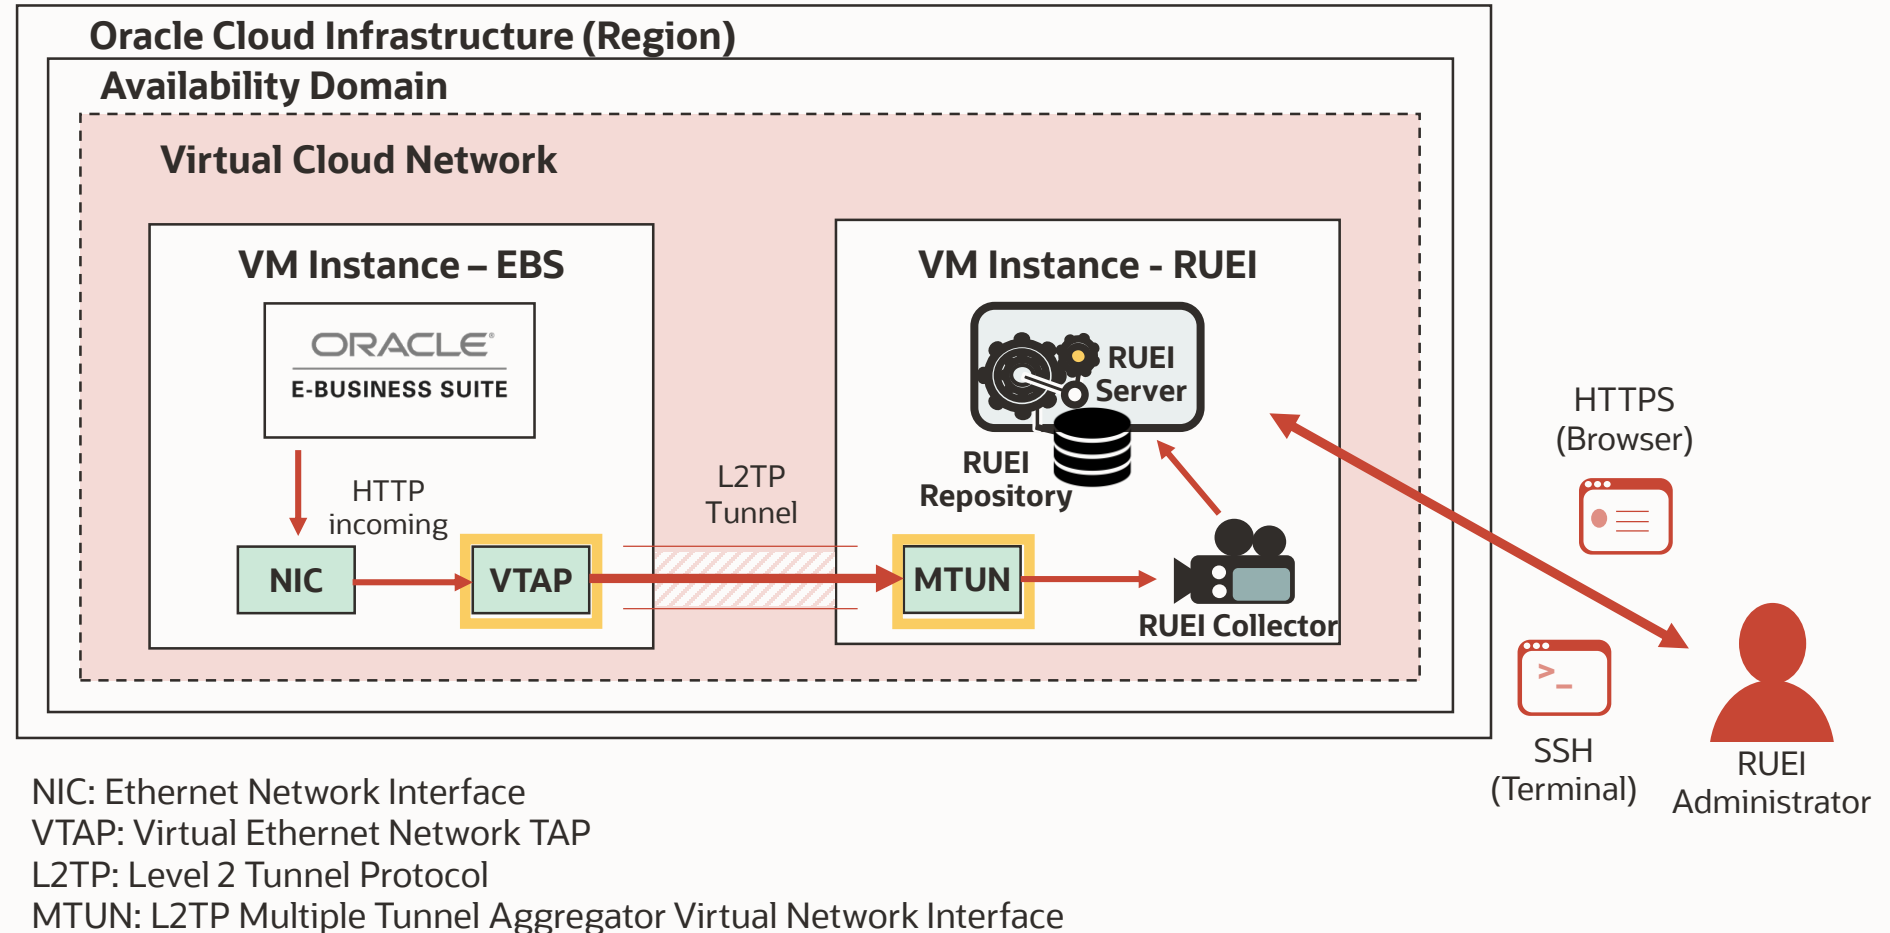 Oracle Cloud Infrastructure (Region)
Availability Domain
Virtual Cloud Network
VM Instance – EBS
ORACLE®
E-BUSINESS SUITE
HTTP
incoming
NIC
VTAP
L2TP
Tunnel
VM Instance - RUEI
RUEI
Server
RUEI
Repository
MTUN
RUEI Collector
HTTPS
(Browser)
>_
SSH
(Terminal)
RUEI
Administrator
NIC: Ethernet Network Interface
VTAP: Virtual Ethernet Network TAP
L2TP: Level 2 Tunnel Protocol
MTUN: L2TP Multiple Tunnel Aggregator Virtual Network Interface